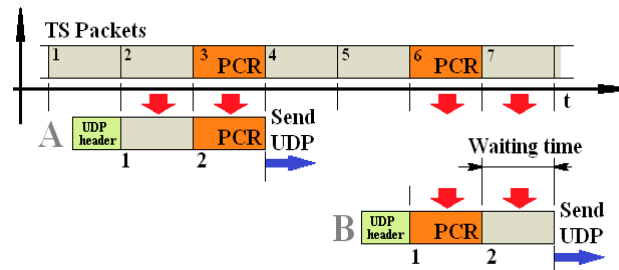 TS Packets
1 2 3 PCR 4 5 6 PCR 7
t
A UDP header PCR Send UDP
1 2
Waiting time
B UDP header PCR Send UDP
1 2